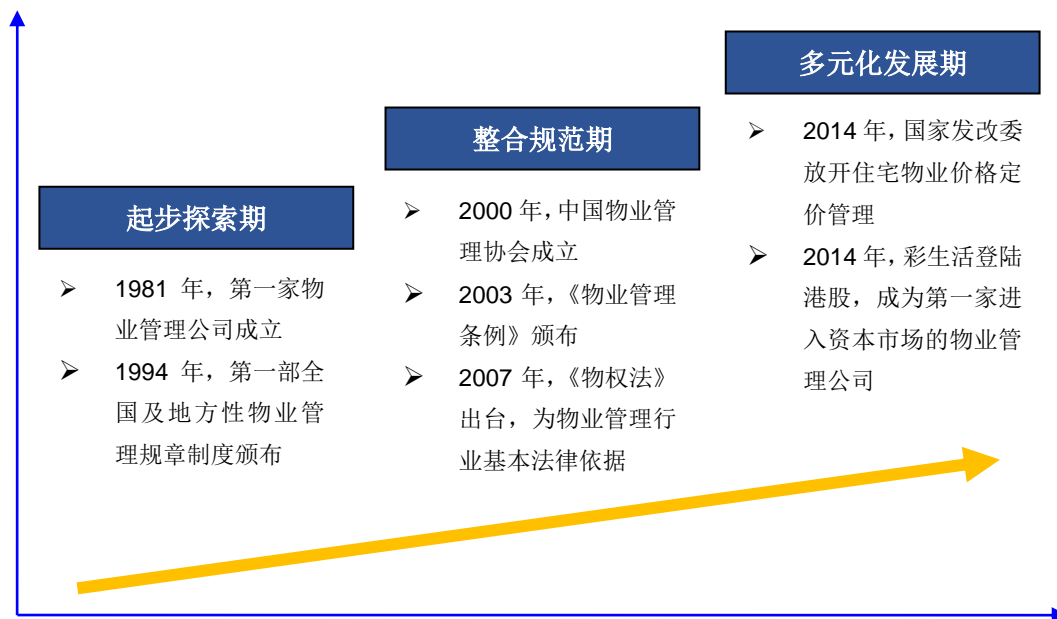 起步探索期
1981 年，第一家物
业管理公司成立
1994 年，第一部全
国及地方性物业管
理规章制度颁布
整合规范期
2000 年，中国物业管
理协会成立
2003 年，《物业管理
条例》颁布
2007 年，《物权法》
出台，为物业管理行
业基本法律依据
多元化发展期
2014 年，国家发改委
放开住宅物业价格定
价管理
2014 年，彩生活登陆
港股，成为第一家进
入资本市场的物业管
理公司